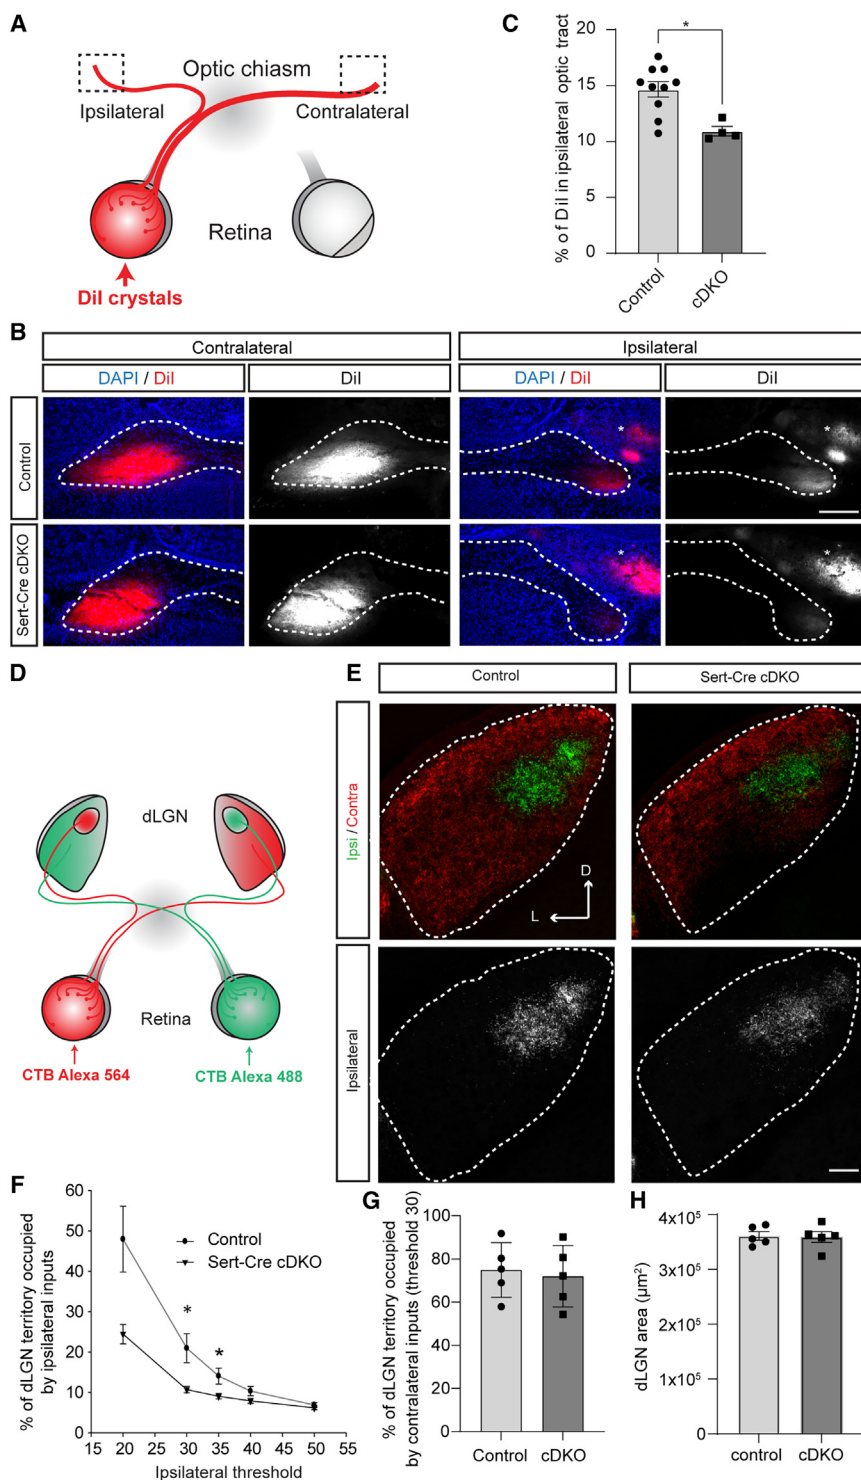 A
Optic chiasm
Ipsilateral
Contralateral
Retina
DiI crystals
C
% of DiI in ipsilateral optic tract
20
15
10
5
0
*
Control
cDKO
B
Contralateral
Ipsilateral
DAPI / DiI
DiI
DAPI / DiI
DiI
Control
Sert-Cre cDKO
*
*
*
*
D
dLGN
Retina
CTB Alexa 564
CTB Alexa 488
E
Control
Sert-Cre cDKO
Ipsi / Contra
D
L
Ipsilateral
F
% of dLGN territory occupied
by ipsilateral inputs
60
50
40
30
20
10
0
Control
Sert-Cre cDKO
*
*
15 20 25 30 35 40 45 50 55
Ipsilateral threshold
G
% of dLGN territory occupied
by contralateral inputs (threshold 30)
100
80
60
40
20
0
Control
cDKO
H
dLGN area (µm²)
4x10⁵
3x10⁵
2x10⁵
1x10⁵
0
control
cDKO